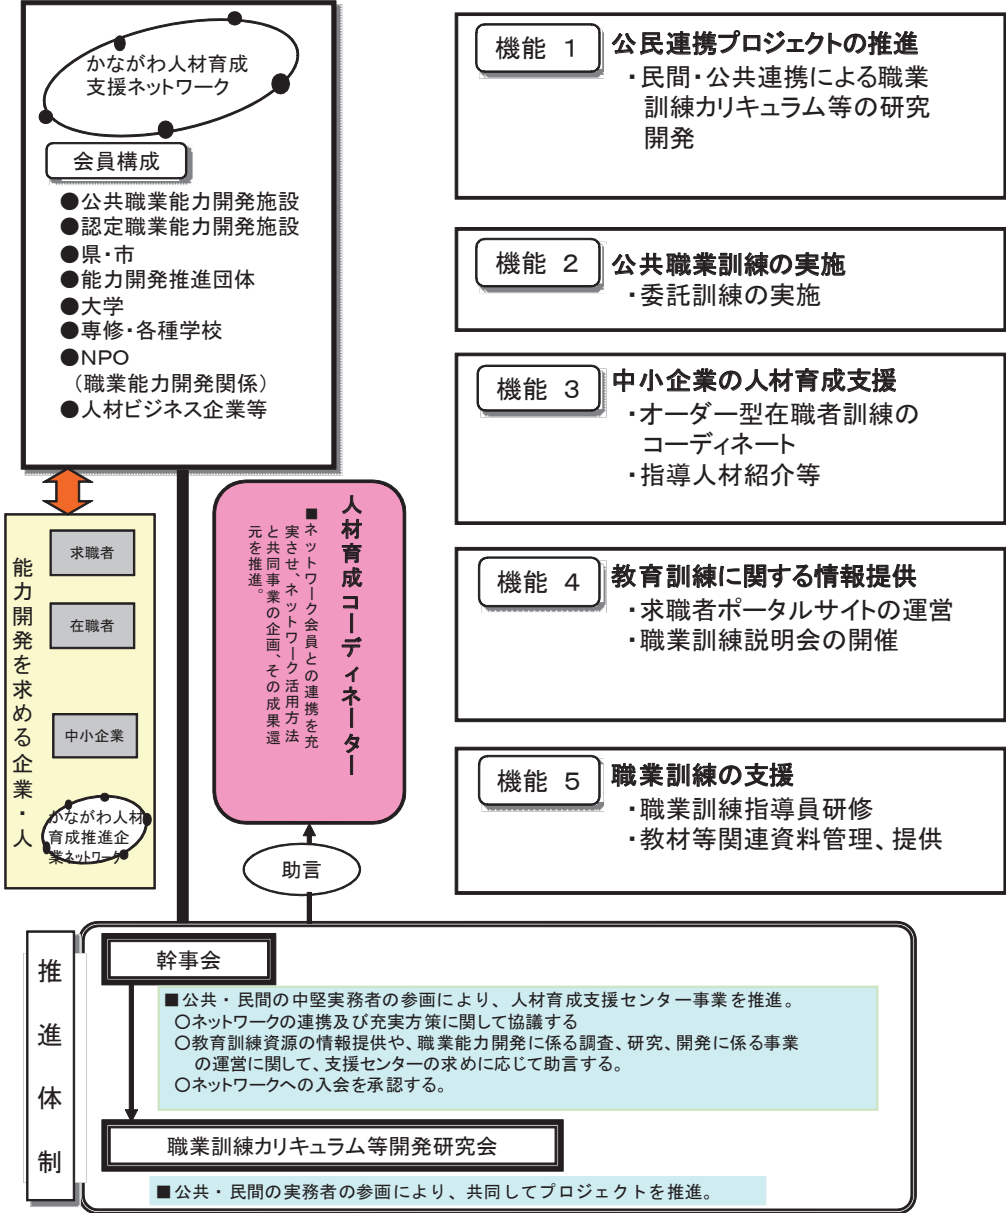 かながわ人材育成
支援ネットワーク
会員構成
●公共職業能力開発施設
●認定職業能力開発施設
●県・市
●能力開発推進団体
●大学
●専修・各種学校
●NPO
（職業能力開発関係）
●人材ビジネス企業等
能力開発を求める企業・人
求職者
在職者
中小企業
かながわ人材
育成推進企
業ネットワーク
人材育成コーディネーター
■ネットワーク会員との連携を充
実させ、ネットワーク活用方法
と共同事業の企画、その成果還
元を推進。
助言
機能 1
公民連携プロジェクトの推進
・民間・公共連携による職業
訓練カリキュラム等の研究
開発
機能 2
公共職業訓練の実施
・委託訓練の実施
機能 3
中小企業の人材育成支援
・オーダー型在職者訓練の
コーディネート
・指導人材紹介等
機能 4
教育訓練に関する情報提供
・求職者ポータルサイトの運営
・職業訓練説明会の開催
機能 5
職業訓練の支援
・職業訓練指導員研修
・教材等関連資料管理、提供
推進体制
幹事会
■公共・民間の中堅実務者の参画により、人材育成支援センター事業を推進。
○ネットワークの連携及び充実方策に関して協議する
○教育訓練資源の情報提供や、職業能力開発に係る調査、研究、開発に係る事業
の運営に関して、支援センターの求めに応じて助言する。
○ネットワークへの入会を承認する。
職業訓練カリキュラム等開発研究会
■公共・民間の実務者の参画により、共同してプロジェクトを推進。